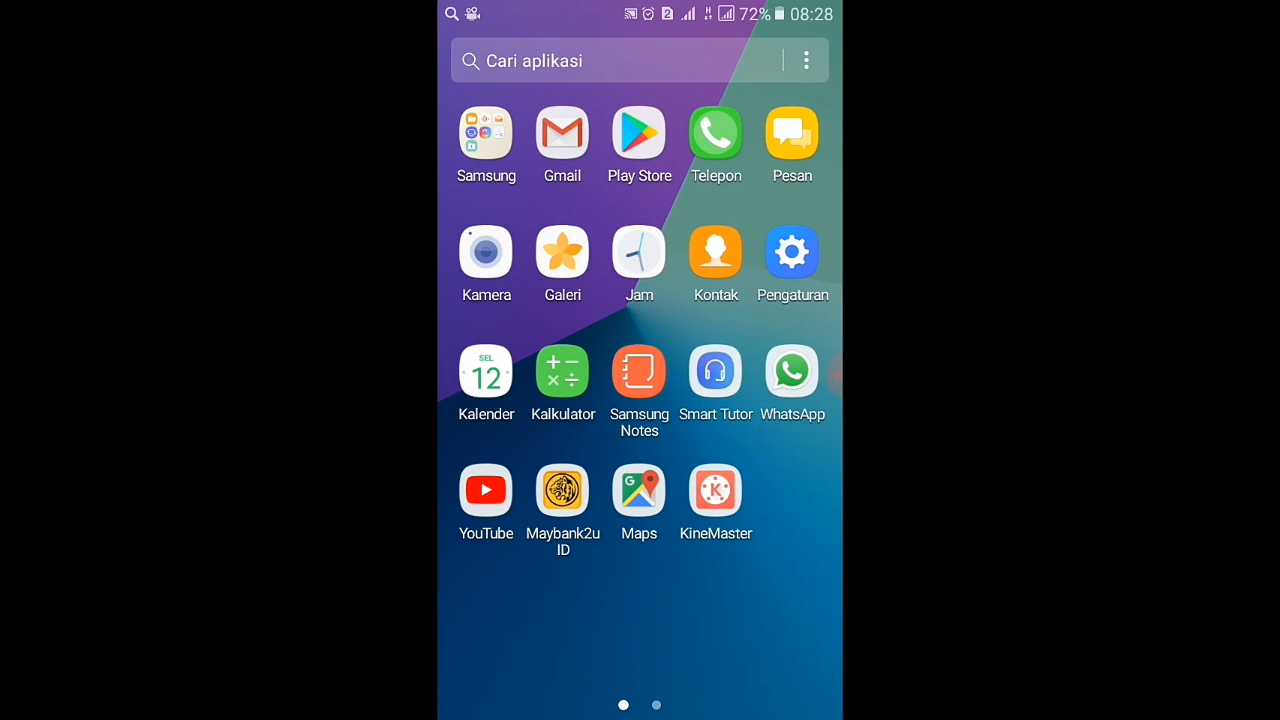 72% 08:28
Cari aplikasi
Samsung Gmail Play Store Telepon Pesan
Kamera Galeri Jam Kontak Pengaturan
SEL
12
Kalender Kalkulator Samsung Notes Smart Tutor WhatsApp
G
K
YouTube Maybank2u ID Maps KineMaster